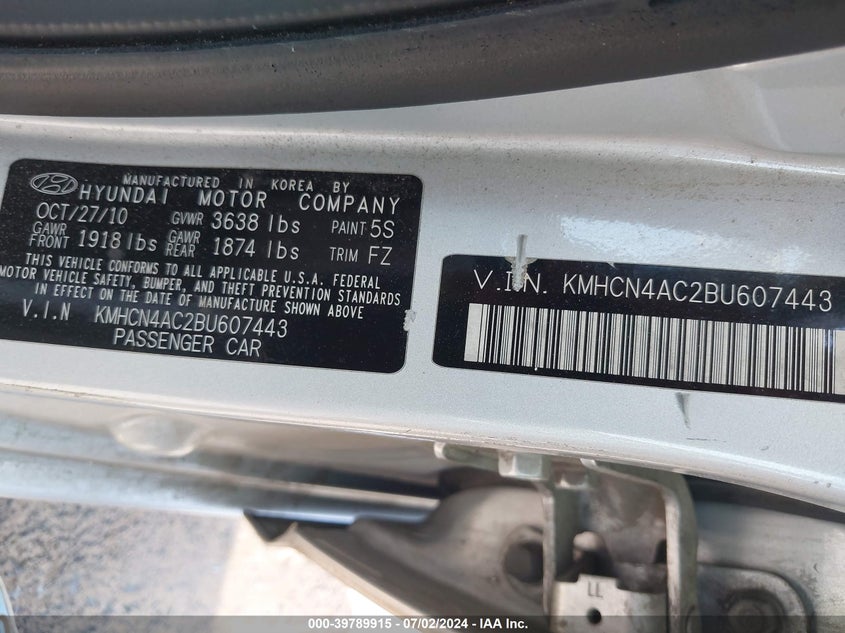 MANUFACTURED IN KOREA BY
HYUNDAI MOTOR COMPANY
OCT/27/10 GVWR 3638 lbs PAINT 5S
GAWR FRONT 1918 lbs GAWR REAR 1874 lbs TRIM FZ
THIS VEHICLE CONFORMS TO ALL APPLICABLE U.S.A. FEDERAL
MOTOR VEHICLE SAFETY, BUMPER, AND THEFT PREVENTION STANDARDS
IN EFFECT ON THE DATE OF MANUFACTURE SHOWN ABOVE
V.I.N KMHCN4AC2BU607443
PASSENGER CAR
V.I.N. KMHCN4AC2BU607443
LL
000-39789915 - 07/02/2024 - IAA Inc.